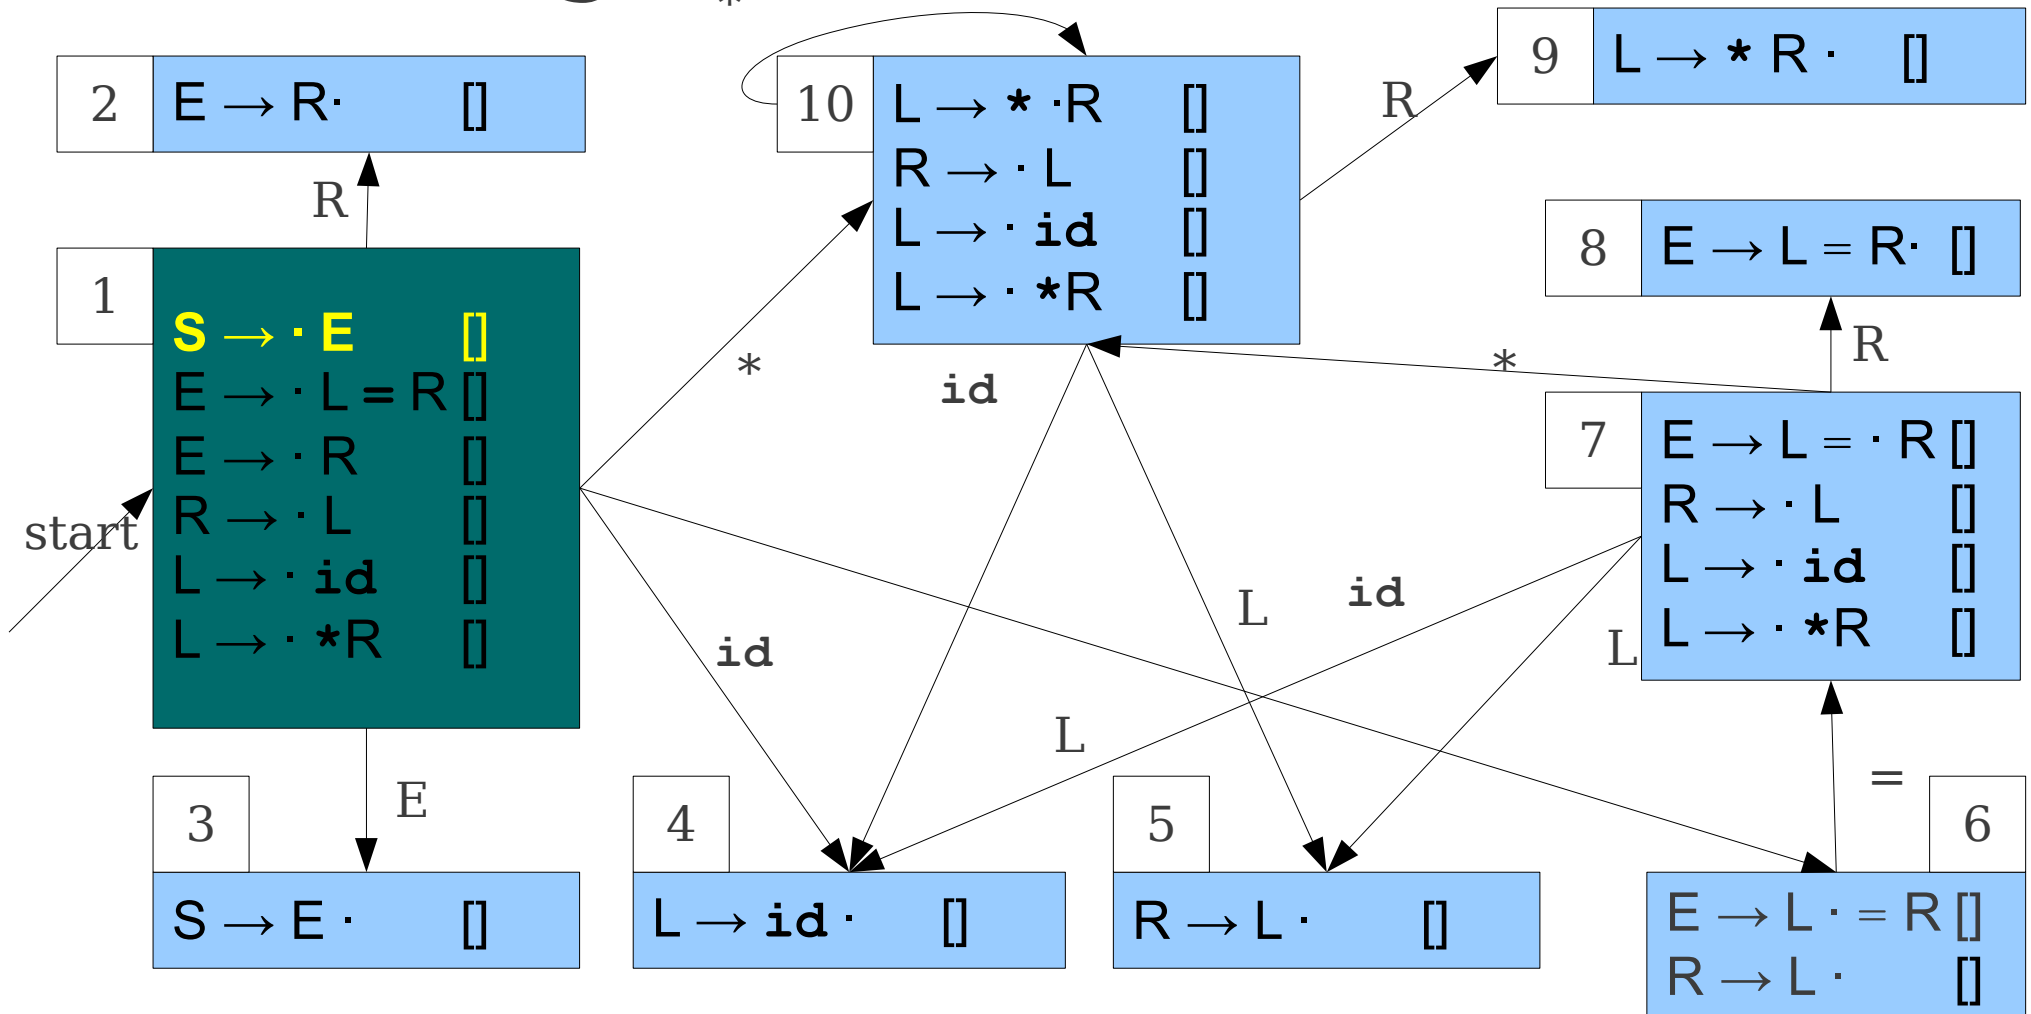 *
2
E → R· []
R
1
S → · E []
E → · L = R []
E → · R []
R → · L []
L → · id []
L → · *R []
start
E
3
S → E · []
*
id
10
L → * ·R []
R → · L []
L → · id []
L → · *R []
id
L
L
id
4
L → id · []
5
R → L · []
R
9
L → * R · []
8
E → L = R· []
R
*
7
E → L = · R []
R → · L []
L → · id []
L → · *R []
L
=
6
E → L · = R []
R → L · []